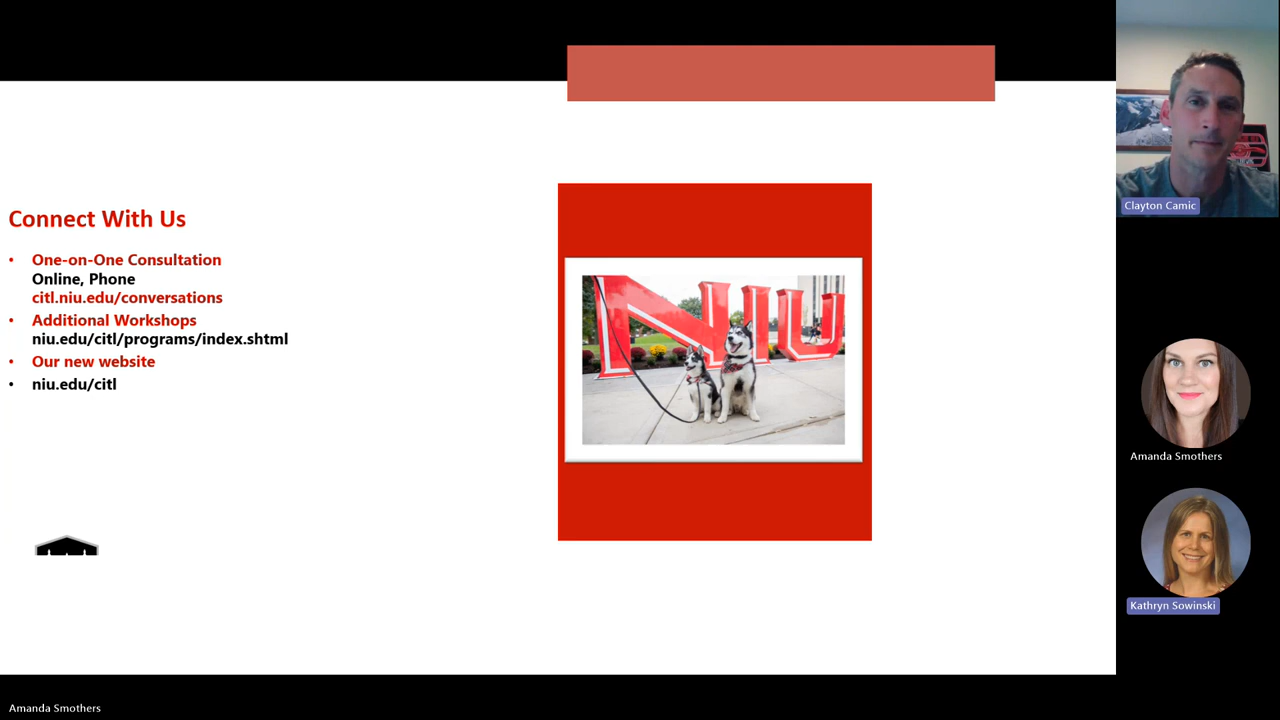 Connect With Us
• One-on-One Consultation
Online, Phone
citl.niu.edu/conversations
• Additional Workshops
niu.edu/citl/programs/index.shtml
• Our new website
• niu.edu/citl
NIU
Clayton Camic
Amanda Smothers
Kathryn Sowinski
Amanda Smothers